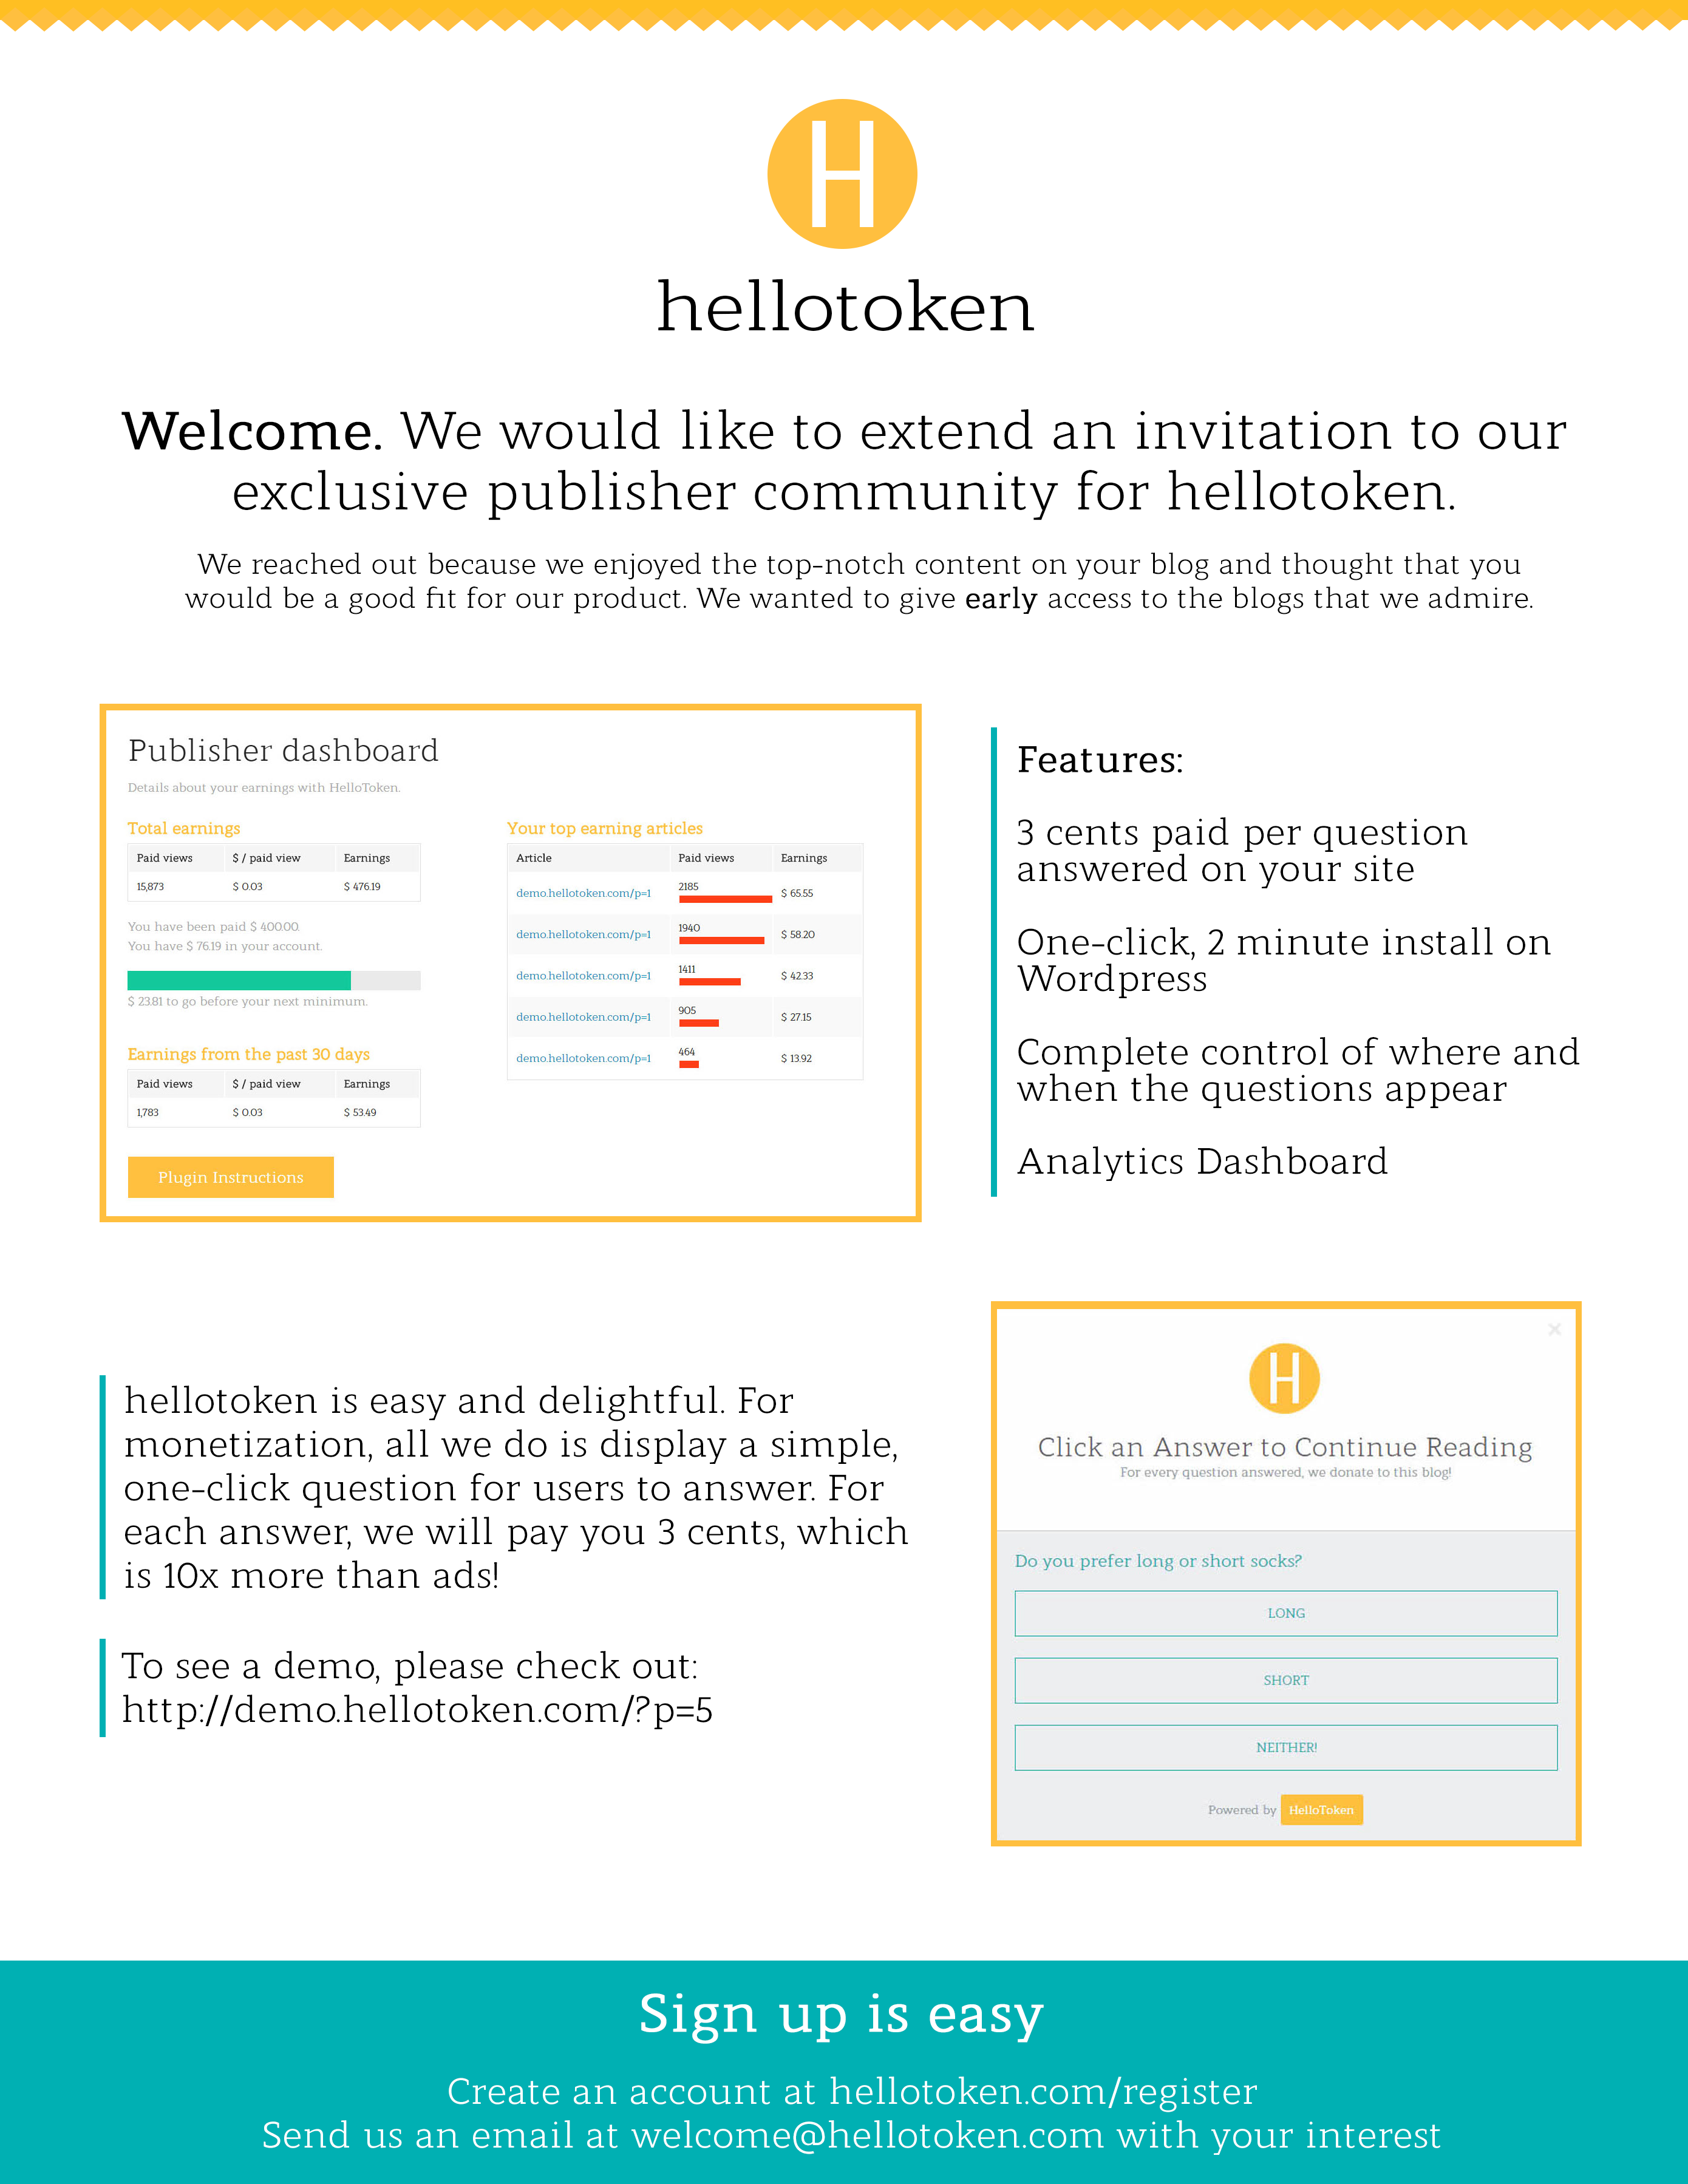 H
hellotoken
Welcome. We would like to extend an invitation to our
exclusive publisher community for hellotoken.
We reached out because we enjoyed the top-notch content on your blog and thought that you
would be a good fit for our product. We wanted to give early access to the blogs that we admire.
Publisher dashboard
Details about your earnings with HelloToken.
Total earnings
Paid views $ / paid view Earnings
15,873 $ 0.03 $ 476.19
You have been paid $ 400.00.
You have $ 76.19 in your account.
$ 23.81 to go before your next minimum.
Earnings from the past 30 days
Paid views $ / paid view Earnings
1,783 $ 0.03 $ 53.49
Plugin Instructions
Your top earning articles
Article Paid views Earnings
demo.hellotoken.com/p=1 2185 $ 65.55
demo.hellotoken.com/p=1 1940 $ 58.20
demo.hellotoken.com/p=1 1411 $ 42.33
demo.hellotoken.com/p=1 905 $ 27.15
demo.hellotoken.com/p=1 464 $ 13.92
Features:
3 cents paid per question
answered on your site
One-click, 2 minute install on
Wordpress
Complete control of where and
when the questions appear
Analytics Dashboard
hellotoken is easy and delightful. For
monetization, all we do is display a simple,
one-click question for users to answer. For
each answer, we will pay you 3 cents, which
is 10x more than ads!
To see a demo, please check out:
http://demo.hellotoken.com/?p=5
×
H
Click an Answer to Continue Reading
For every question answered, we donate to this blog!
Do you prefer long or short socks?
LONG
SHORT
NEITHER!
Powered by HelloToken
Sign up is easy
Create an account at hellotoken.com/register
Send us an email at welcome@hellotoken.com with your interest